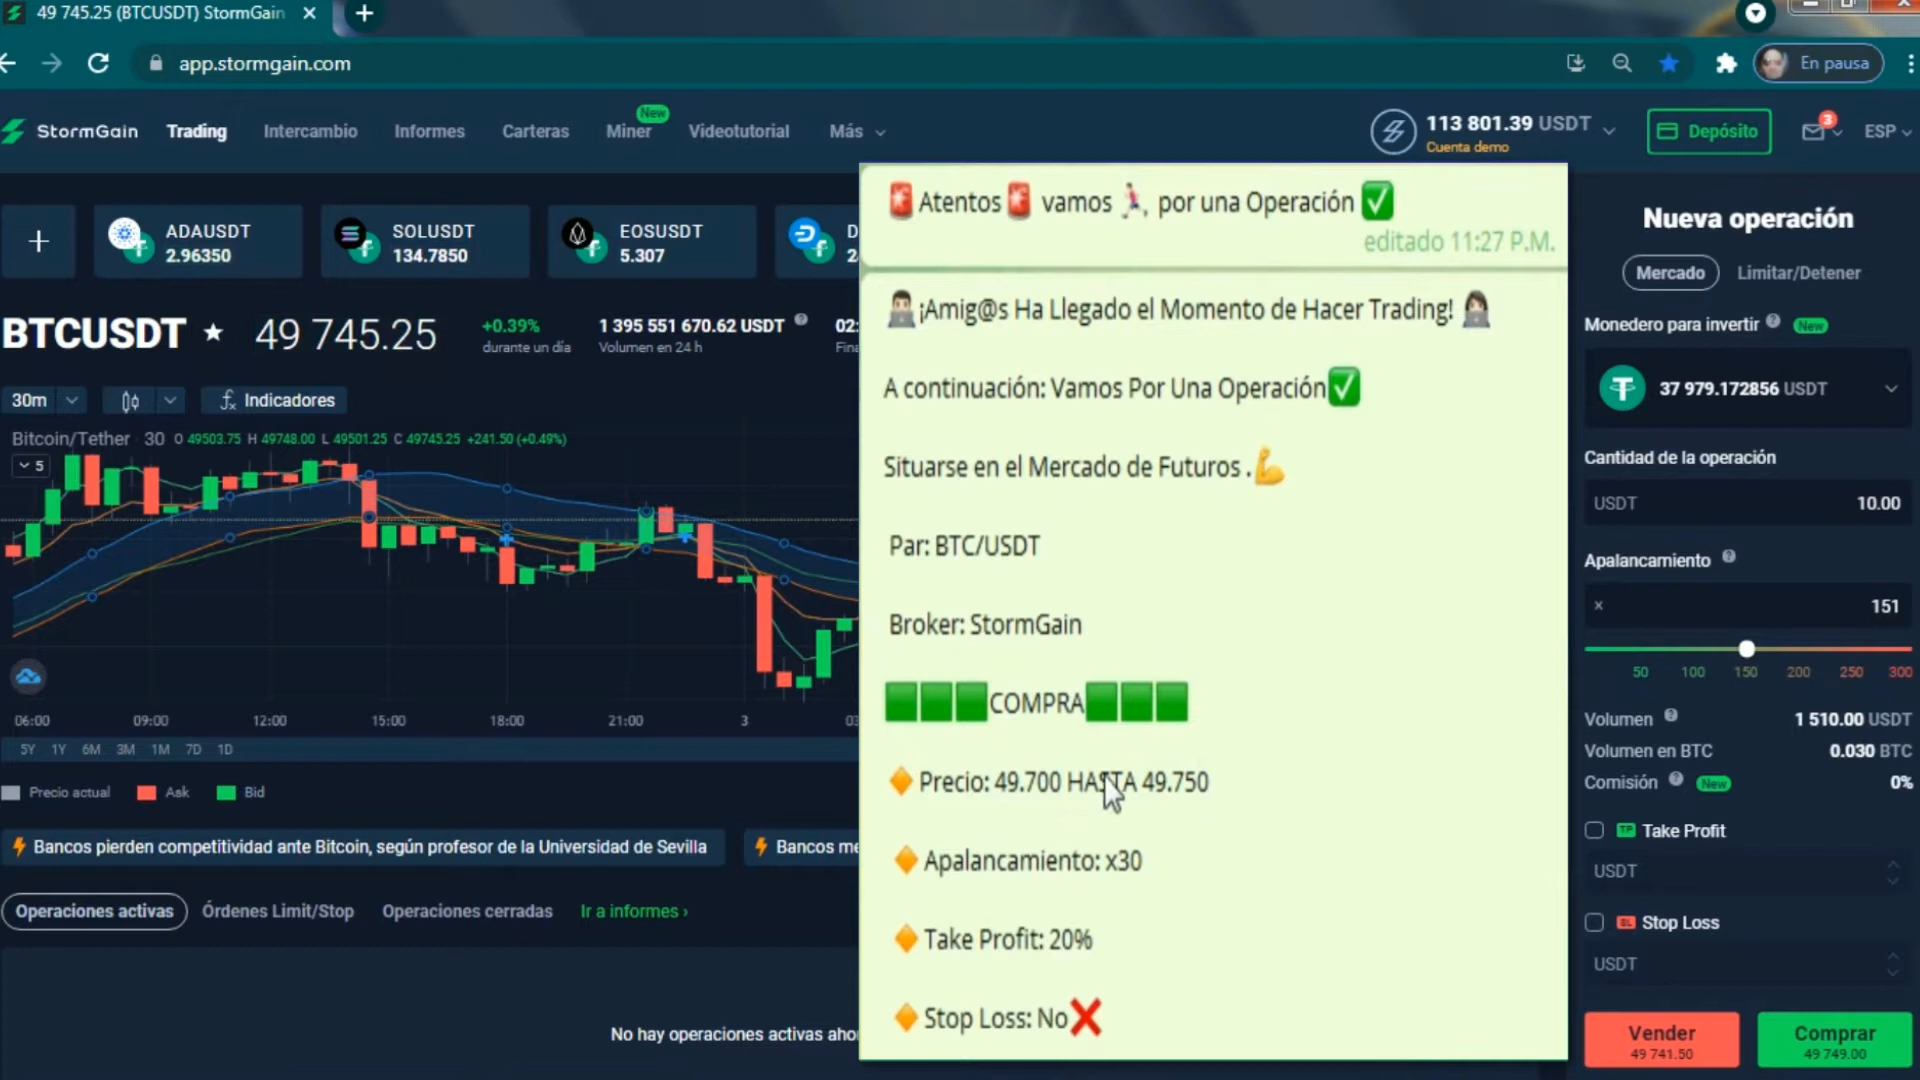 49 745.25 (BTCUSDT) StormGain
app.stormgain.com
En pausa
StormGain
Trading
Intercambio
Informes
Carteras
Miner
New
Videotutorial
Más
113 801.39 USDT
Cuenta demo
Depósito
3
ESP
ADAUSDT
2.96350
SOLUSDT
134.7850
EOSUSDT
5.307
BTCUSDT
49 745.25
+0.39%
durante un día
1 395 551 670.62 USDT
Volumen en 24 h
02:
30m
Indicadores
Bitcoin/Tether 30 O 49503.75 H 49748.00 L 49501.25 C 49745.25 +241.50 (+0.49%)
5
06:00 09:00 12:00 15:00 18:00 21:00 3
5Y 1Y 6M 3M 1M 7D 1D
Precio actual Ask Bid
Bancos pierden competitividad ante Bitcoin, según profesor de la Universidad de Sevilla
Bancos
Operaciones activas
Órdenes Limit/Stop
Operaciones cerradas
Ir a informes ›
No hay operaciones activas
🚨Atentos🚨 vamos 🏃🏻, por una Operación ✅
editado 11:27 P.M.
👨🏻‍💻¡Amig@s Ha Llegado el Momento de Hacer Trading! 👩🏻‍💻
A continuación: Vamos Por Una Operación✅
Situarse en el Mercado de Futuros .💪
Par: BTC/USDT
Broker: StormGain
🟩🟩🟩COMPRA🟩🟩🟩
🔶Precio: 49.700 HASTA 49.750
🔶Apalancamiento: x30
🔶Take Profit: 20%
🔶Stop Loss: No❌
Nueva operación
Mercado
Limitar/Detener
Monedero para invertir New
37 979.172856 USDT
Cantidad de la operación
USDT 10.00
Apalancamiento
× 151
50 100 150 200 250 300
Volumen 1 510.00 USDT
Volumen en BTC 0.030 BTC
Comisión New 0%
TP Take Profit
USDT
SL Stop Loss
USDT
Vender
49 741.50
Comprar
49 749.00